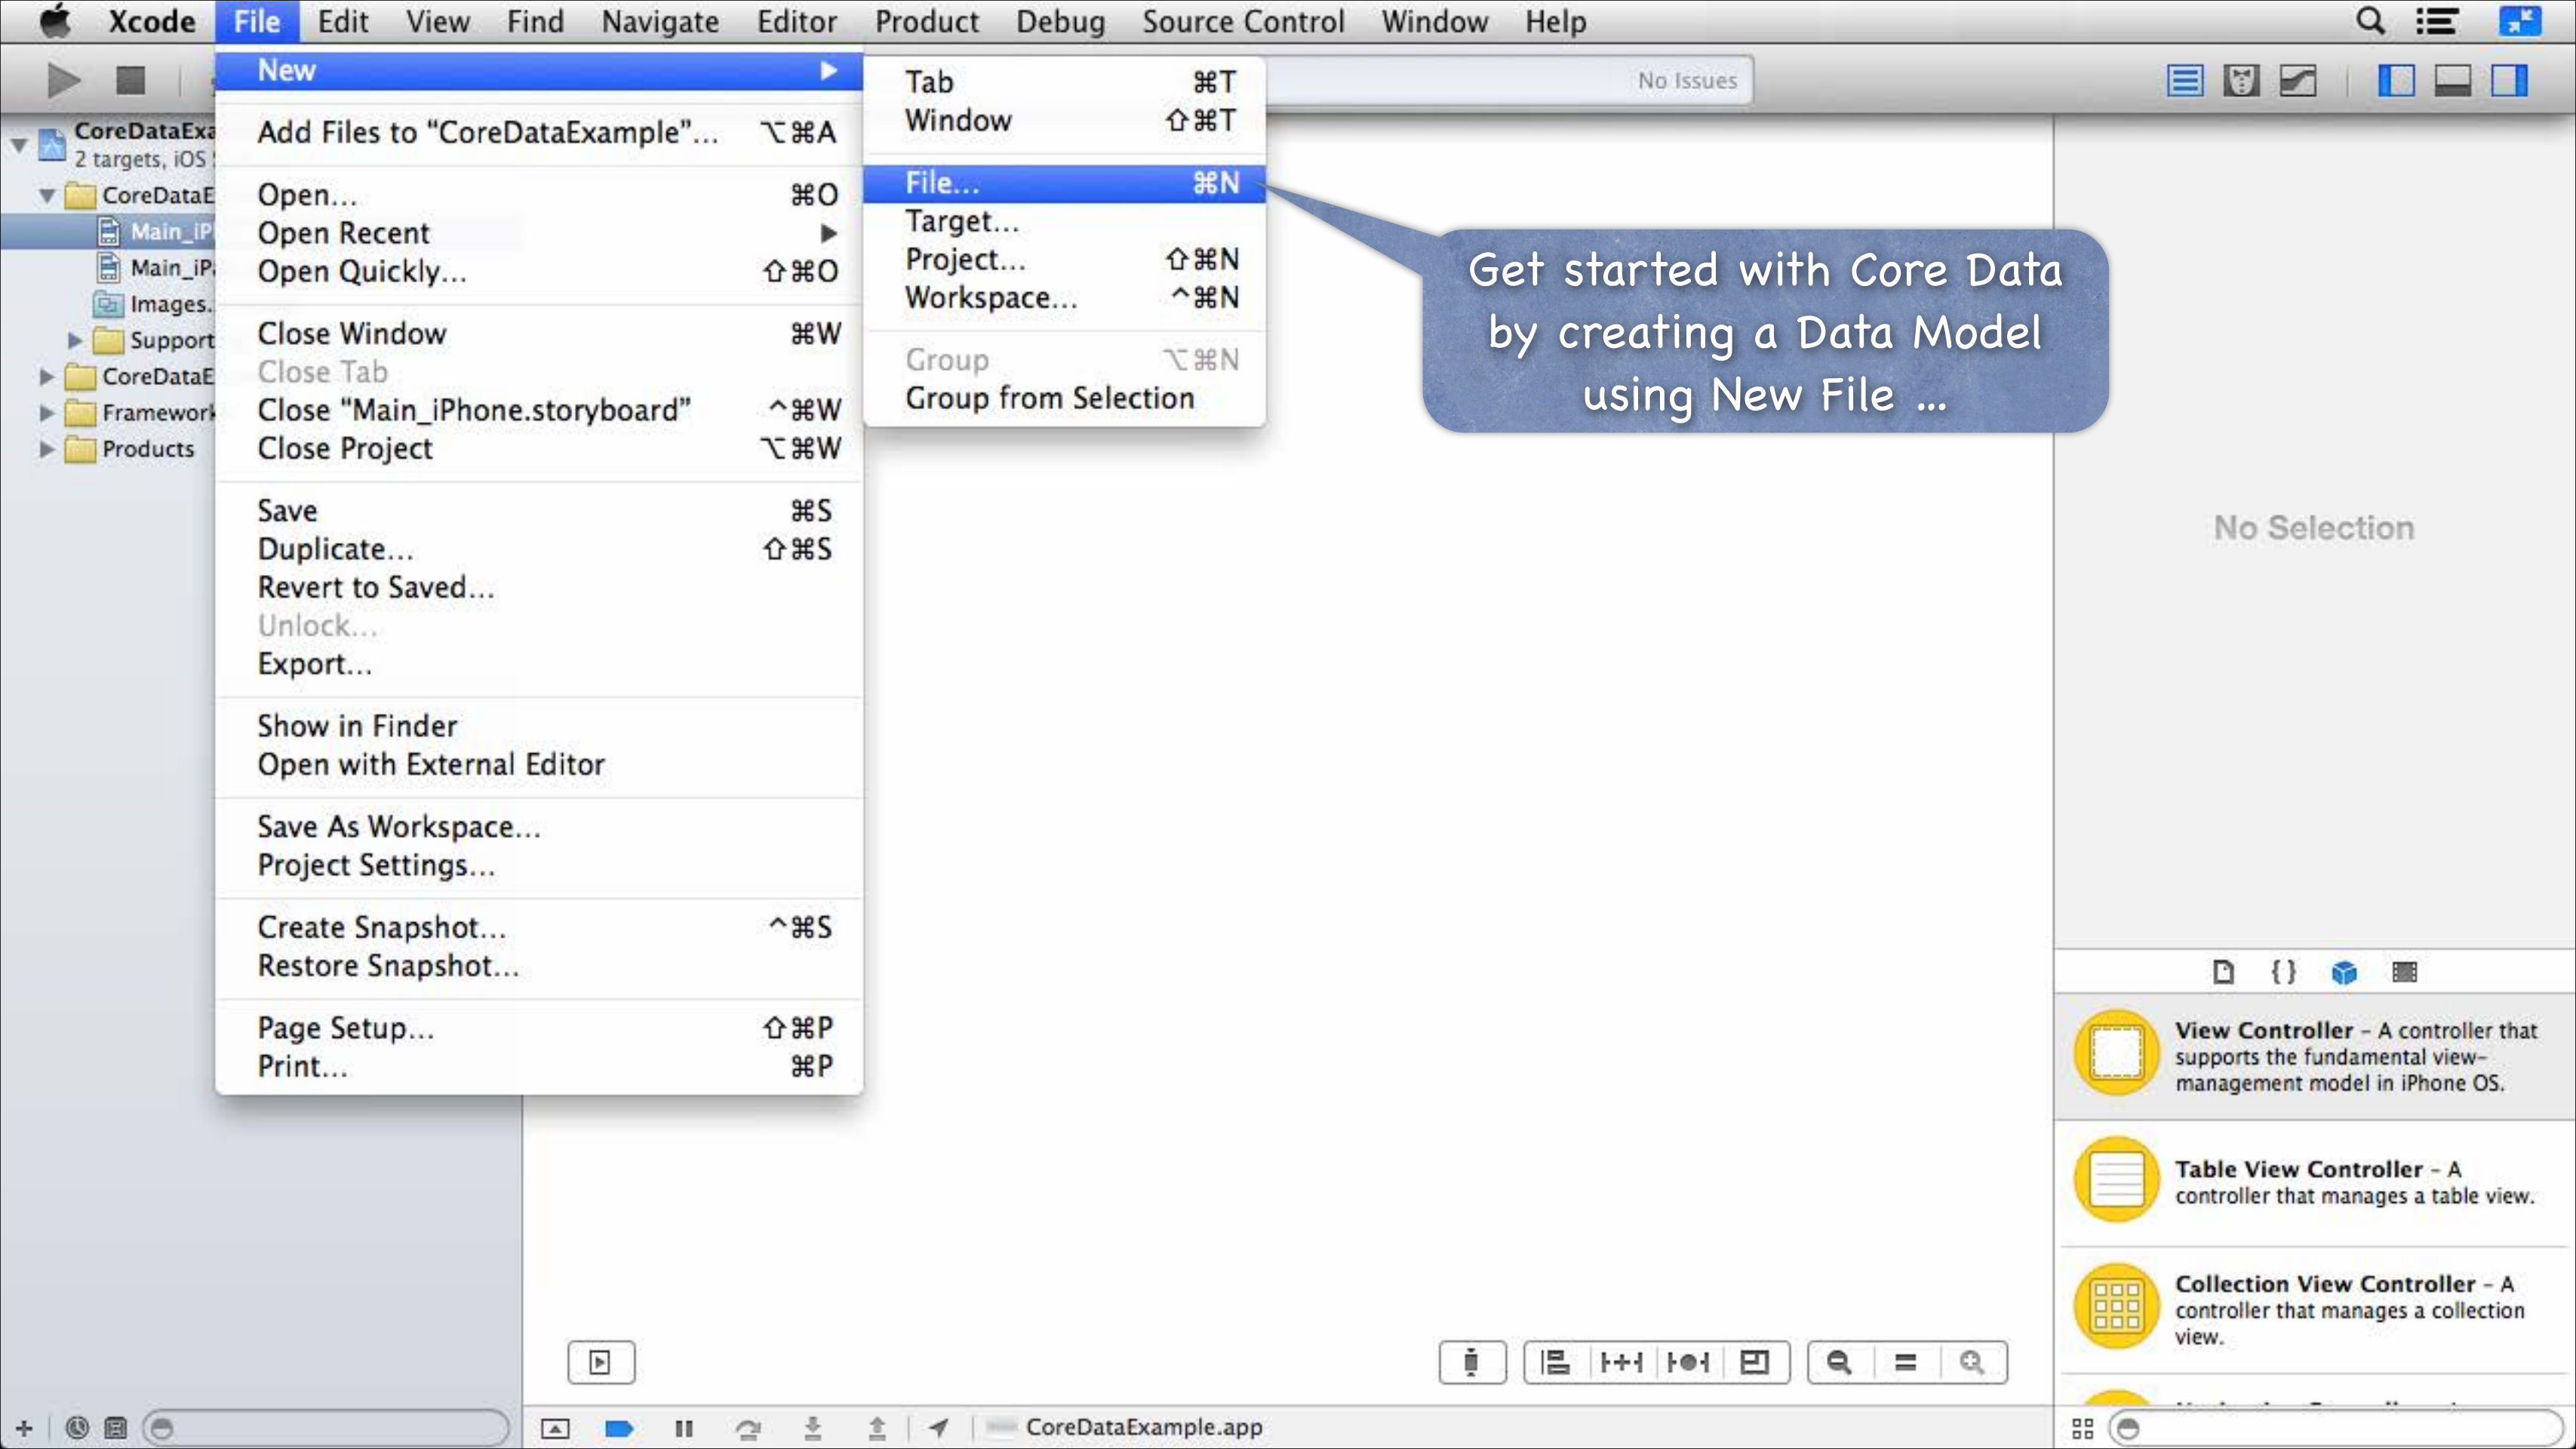 Xcode File Edit View Find Navigate Editor Product Debug Source Control Window Help
No Issues
New
Add Files to “CoreDataExample”... ⌥⌘A
Open... ⌘O
Open Recent
Open Quickly... ⇧⌘O
Close Window ⌘W
Close Tab
Close “Main_iPhone.storyboard” ^⌘W
Close Project ⌥⌘W
Save ⌘S
Duplicate... ⇧⌘S
Revert to Saved...
Unlock...
Export...
Show in Finder
Open with External Editor
Save As Workspace...
Project Settings...
Create Snapshot... ^⌘S
Restore Snapshot...
Page Setup... ⇧⌘P
Print... ⌘P
Tab ⌘T
Window ⇧⌘T
File... ⌘N
Target...
Project... ⇧⌘N
Workspace... ^⌘N
Group ⌥⌘N
Group from Selection
Get started with Core Data
by creating a Data Model
using New File ...
CoreDataExa
2 targets, iOS
CoreDataE
Main_iP
Main_iPa
Images.
Support
CoreDataE
Framework
Products
No Selection
{ }
View Controller – A controller that
supports the fundamental view-
management model in iPhone OS.
Table View Controller – A
controller that manages a table view.
Collection View Controller – A
controller that manages a collection
view.
CoreDataExample.app